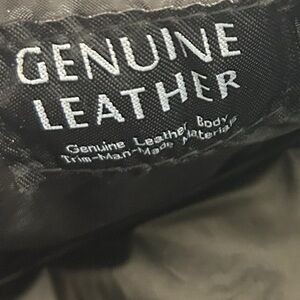 GENUINE
LEATHER
Genuine Leather Body
Trim-Man-Made Materials